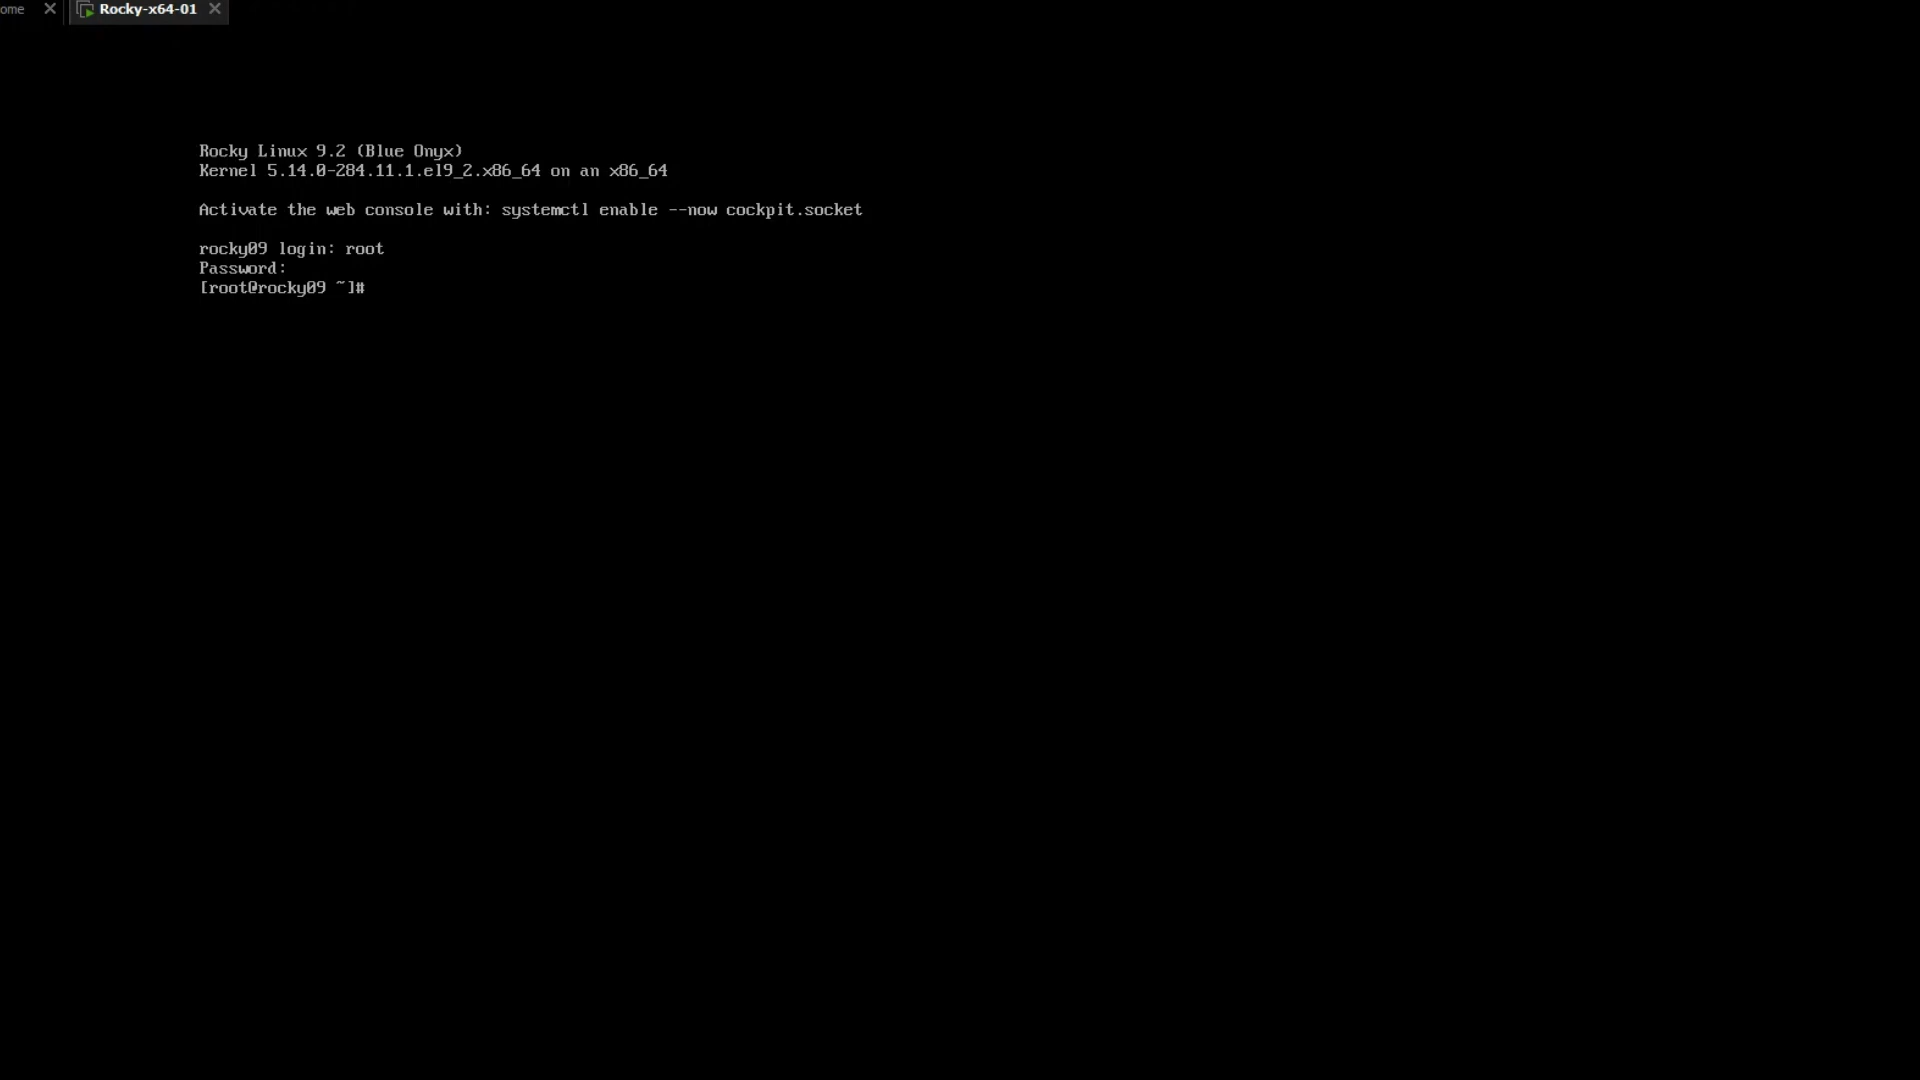 ome
Rocky-x64-01
Rocky Linux 9.2 (Blue Onyx)
Kernel 5.14.0-284.11.1.el9_2.x86_64 on an x86_64
Activate the web console with: systemctl enable --now cockpit.socket
rocky09 login: root
Password:
[root@rocky09 ~]#